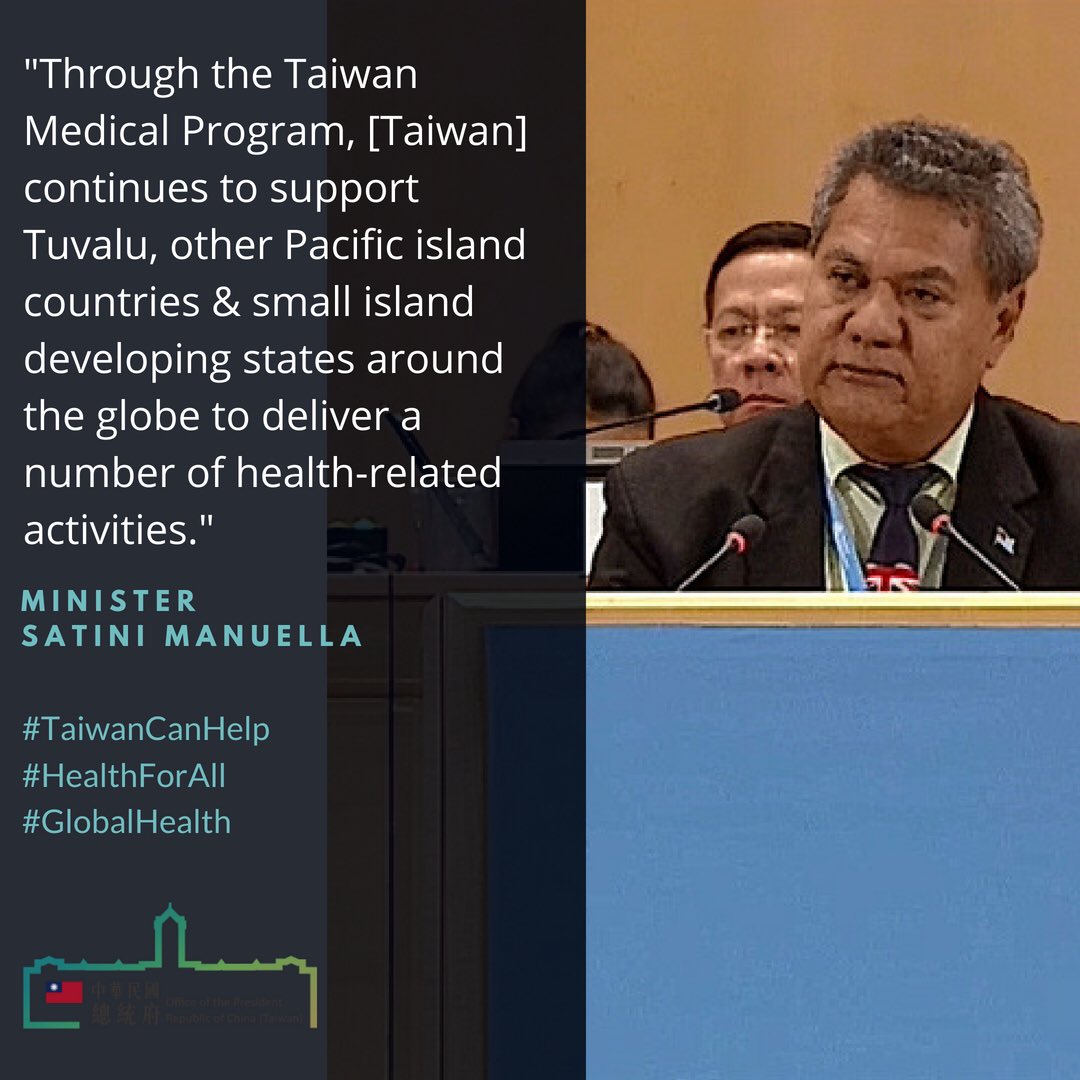 "Through the Taiwan
Medical Program, [Taiwan]
continues to support
Tuvalu, other Pacific island
countries & small island
developing states around
the globe to deliver a
number of health-related
activities."
MINISTER
SATINI MANUELLA
#TaiwanCanHelp
#HealthForAll
#GlobalHealth
中華民國
總統府
Office of the President
Republic of China (Taiwan)